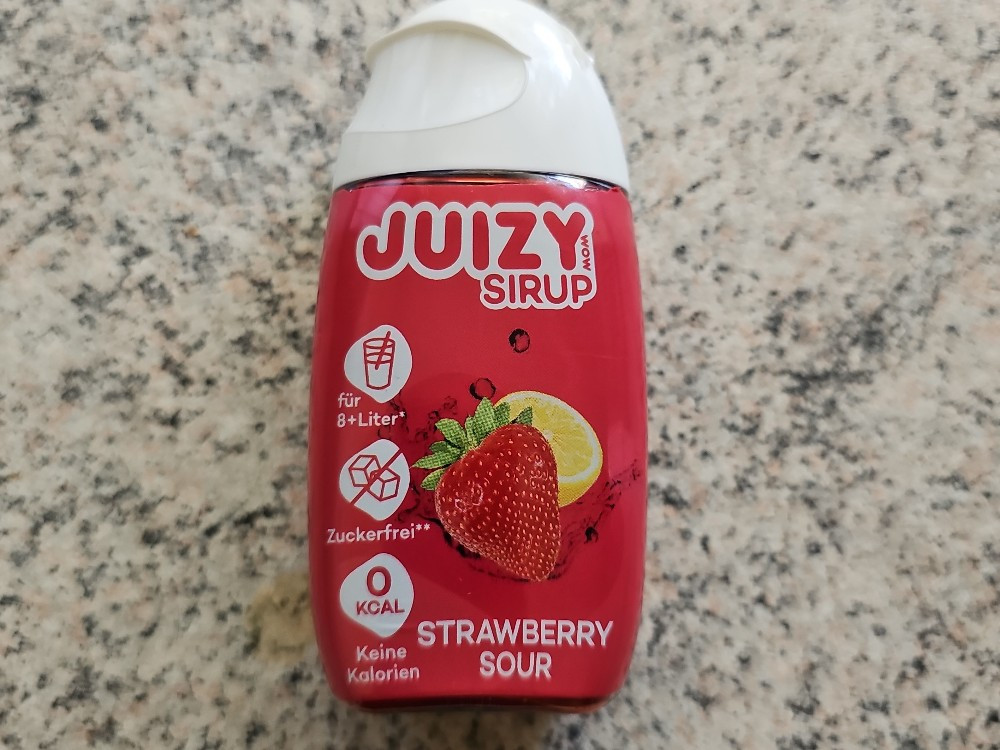 JUIZY
WOW
SIRUP
für
8+Liter*
Zuckerfrei**
0
KCAL
Keine
Kalorien
STRAWBERRY
SOUR